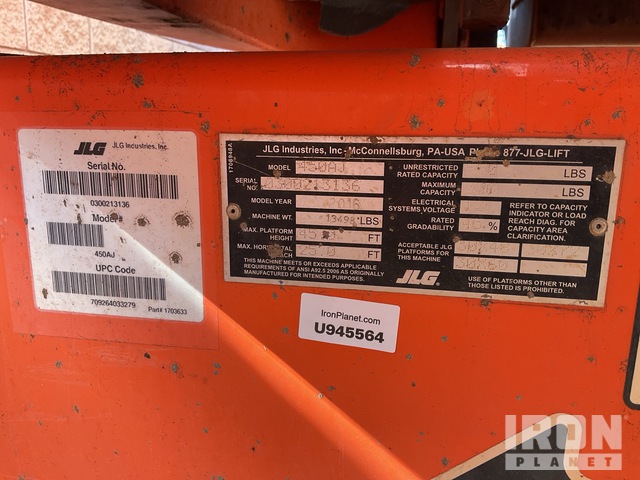 JLG JLG Industries, Inc.
Serial No.
0300213136
Model
450AJ
UPC Code
709264033279 Part# 1703633
1706948A
JLG Industries, Inc - McConnellsburg, PA-USA 877-JLG-LIFT
MODEL 450AJ
SERIAL NO. 0300213136
MODEL YEAR 2016
MACHINE WT. LBS
MAX. PLATFORM HEIGHT 45 FT
MAX. HORIZONTAL REACH FT
THIS MACHINE MEETS OR EXCEEDS APPLICABLE
REQUIREMENTS OF ANSI A92.5 2006 AS ORIGINALLY
MANUFACTURED FOR INTENDED PURPOSES.
UNRESTRICTED RATED CAPACITY LBS
MAXIMUM CAPACITY LBS
ELECTRICAL SYSTEMS VOLTAGE
RATED GRADABILITY %
REFER TO CAPACITY
INDICATOR OR LOAD
REACH DIAG. FOR
CAPACITY AREA
CLARIFICATION.
ACCEPTABLE JLG
PLATFORMS FOR
THIS MACHINE
JLG
USE OF PLATFORMS OTHER THAN
THOSE LISTED IS PROHIBITED.
IronPlanet.com
U945564
IRON
PLANET